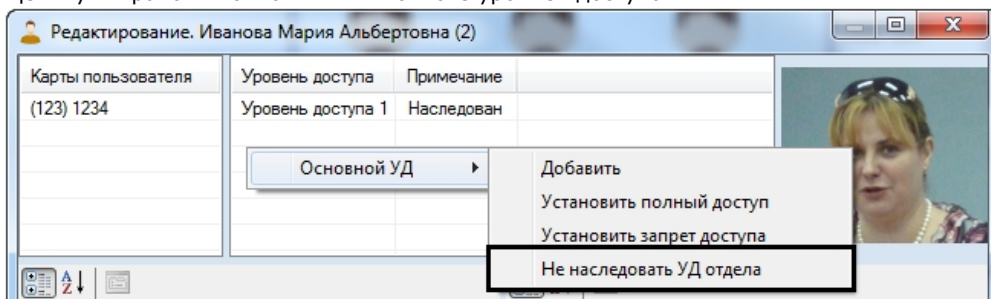 Редактирование. Иванова Мария Альбертовна (2)
Карты пользователя Уровень доступа Примечание
(123) 1234 Уровень доступа 1 Наследован
Основной УД
Добавить
Установить полный доступ
Установить запрет доступа
Не наследовать УД отдела